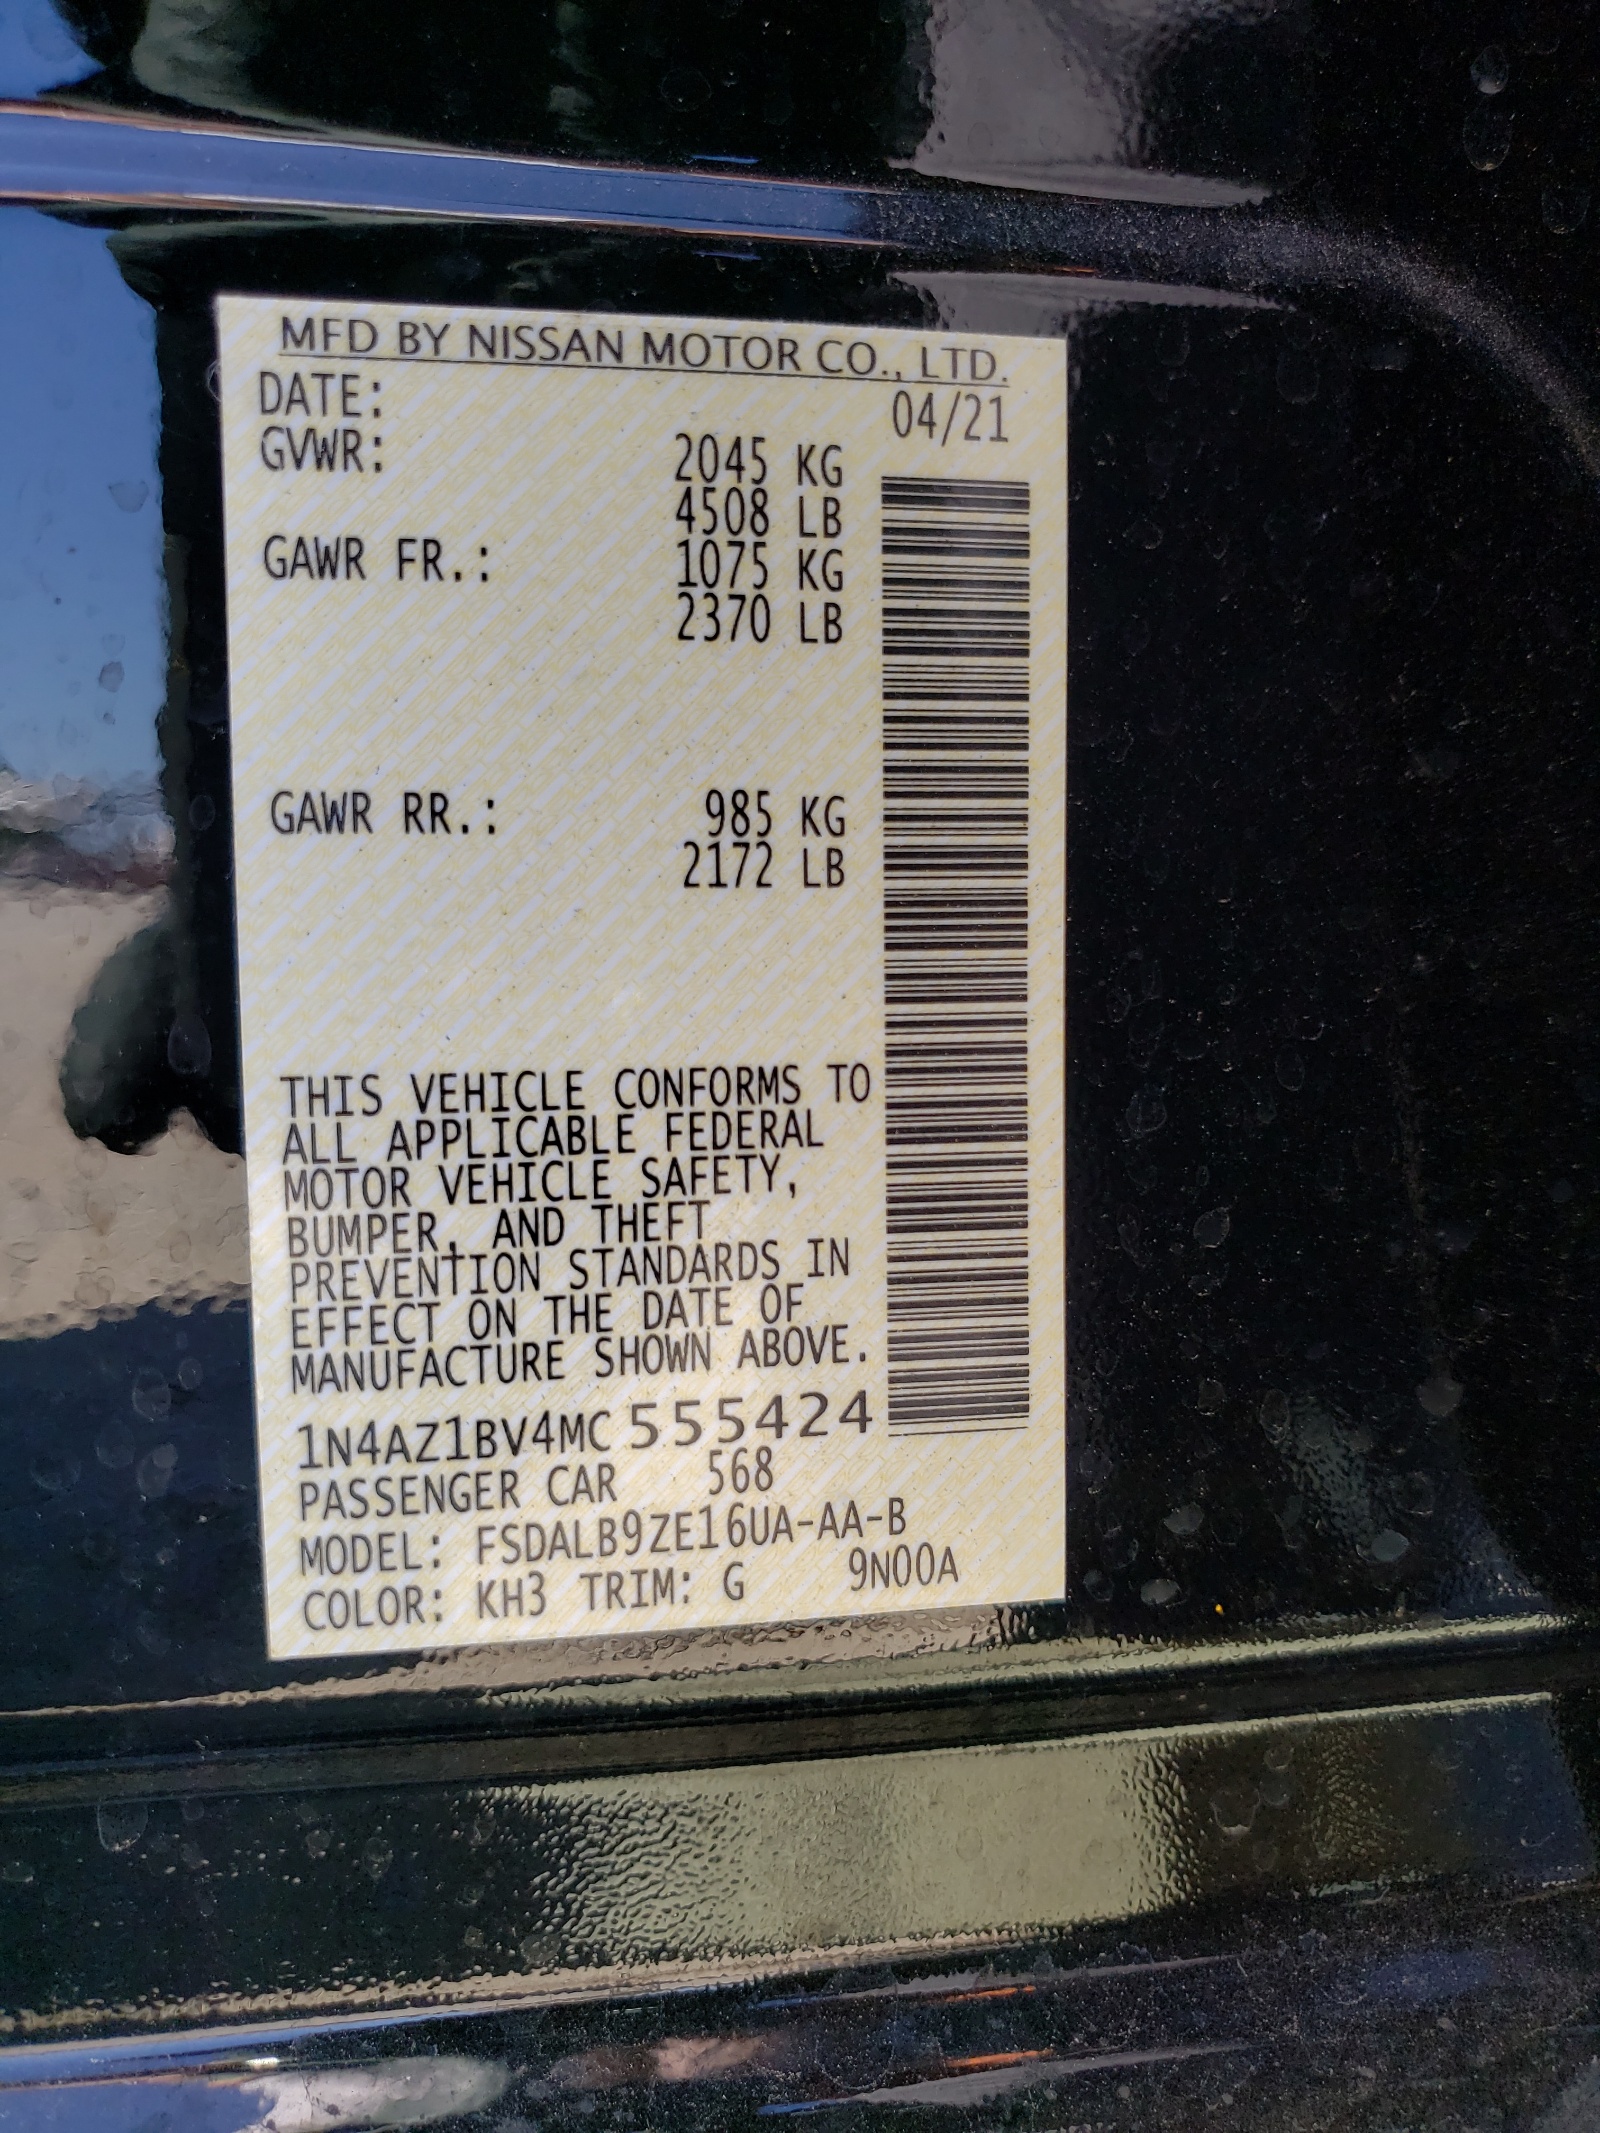 MFD BY NISSAN MOTOR CO., LTD.
DATE: 04/21
GVWR: 2045 KG
4508 LB
GAWR FR.: 1075 KG
2370 LB
GAWR RR.: 985 KG
2172 LB
THIS VEHICLE CONFORMS TO
ALL APPLICABLE FEDERAL
MOTOR VEHICLE SAFETY,
BUMPER, AND THEFT
PREVENTION STANDARDS IN
EFFECT ON THE DATE OF
MANUFACTURE SHOWN ABOVE.
1N4AZ1BV4MC555424
PASSENGER CAR 568
MODEL: FSDALB9ZE16UA-AA-B
COLOR: KH3 TRIM: G 9N00A